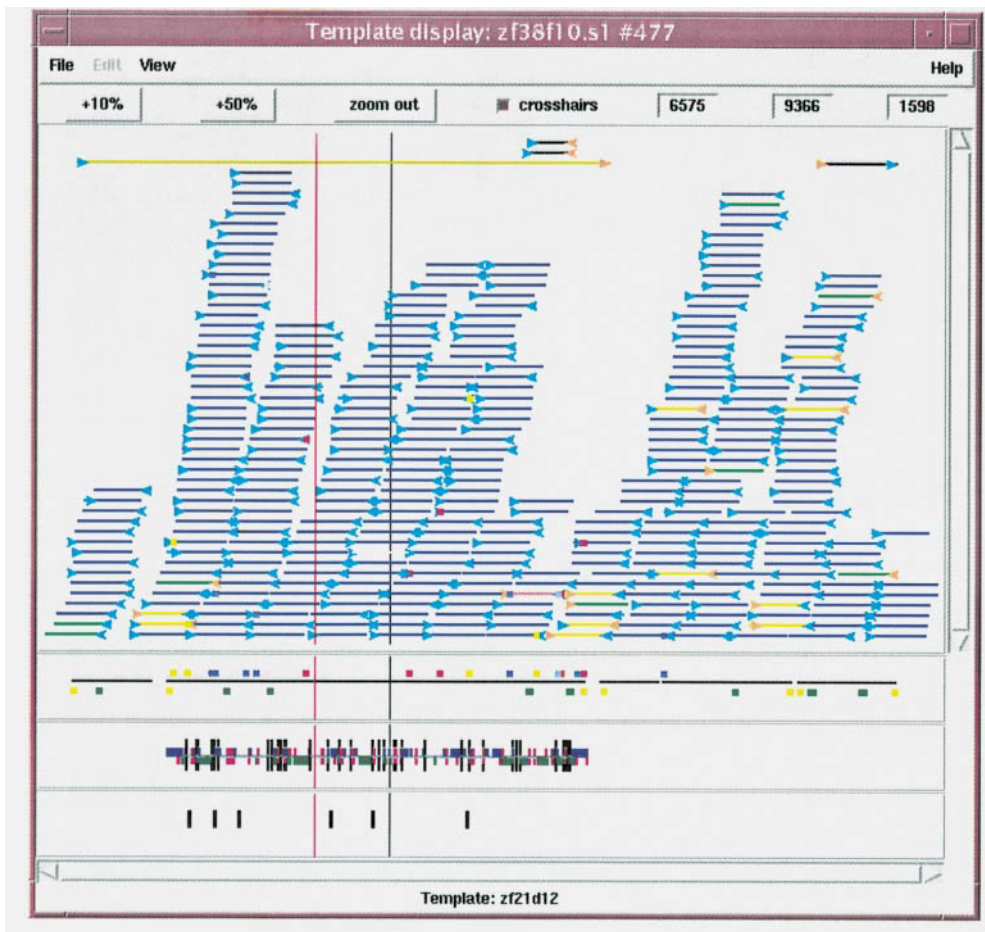 Template display: zf38f10.s1 #477
File Edit View Help
+10% +50% zoom out crosshairs 6575 9366 1598
Template: zf21d12